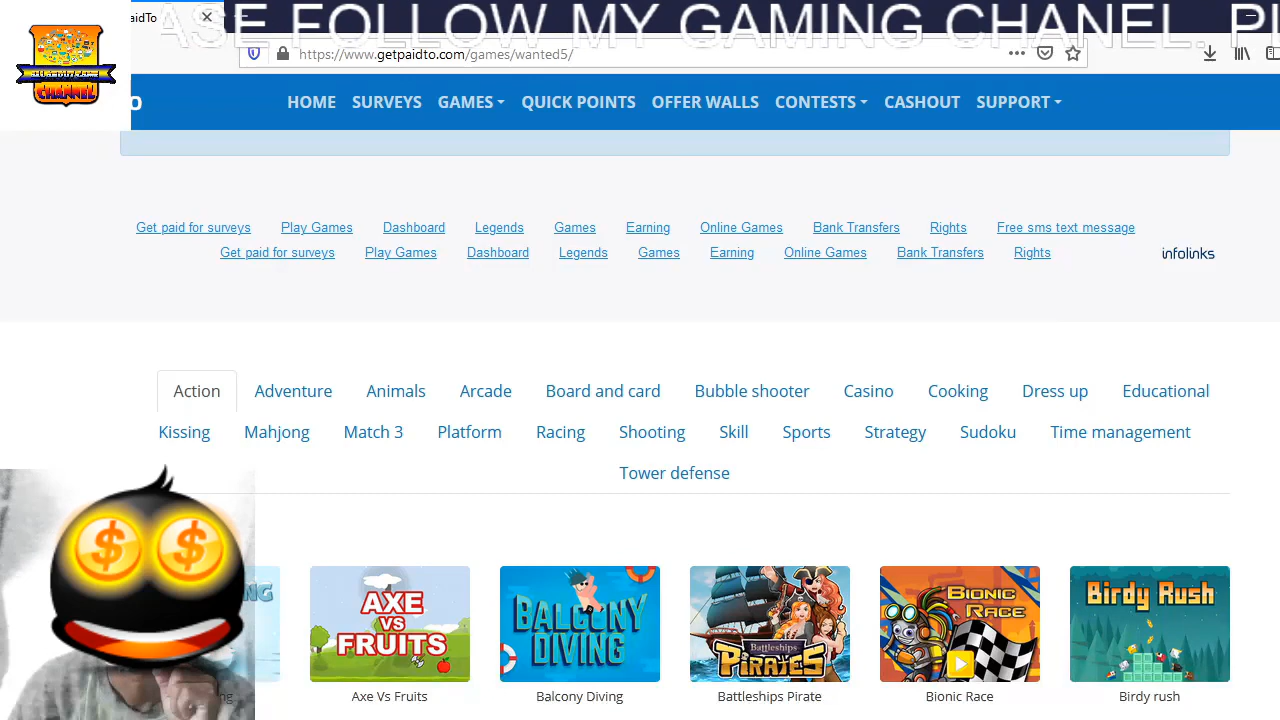 ASE FOLLOW MY GAMING CHANEL. PL
aidTo
https://www.getpaidto.com/games/wanted5/
CHANNEL
O
HOME SURVEYS GAMES QUICK POINTS OFFER WALLS CONTESTS CASHOUT SUPPORT
Get paid for surveys Play Games Dashboard Legends Games Earning Online Games Bank Transfers Rights Free sms text message
Get paid for surveys Play Games Dashboard Legends Games Earning Online Games Bank Transfers Rights
infolinks
Action Adventure Animals Arcade Board and card Bubble shooter Casino Cooking Dress up Educational
Kissing Mahjong Match 3 Platform Racing Shooting Skill Sports Strategy Sudoku Time management
Tower defense
AXE
VS
FRUITS
BALCONY
DIVING
Battleships
PIRATES
BIONIC
RACE
Birdy Rush
Axe Vs Fruits
Balcony Diving
Battleships Pirate
Bionic Race
Birdy rush